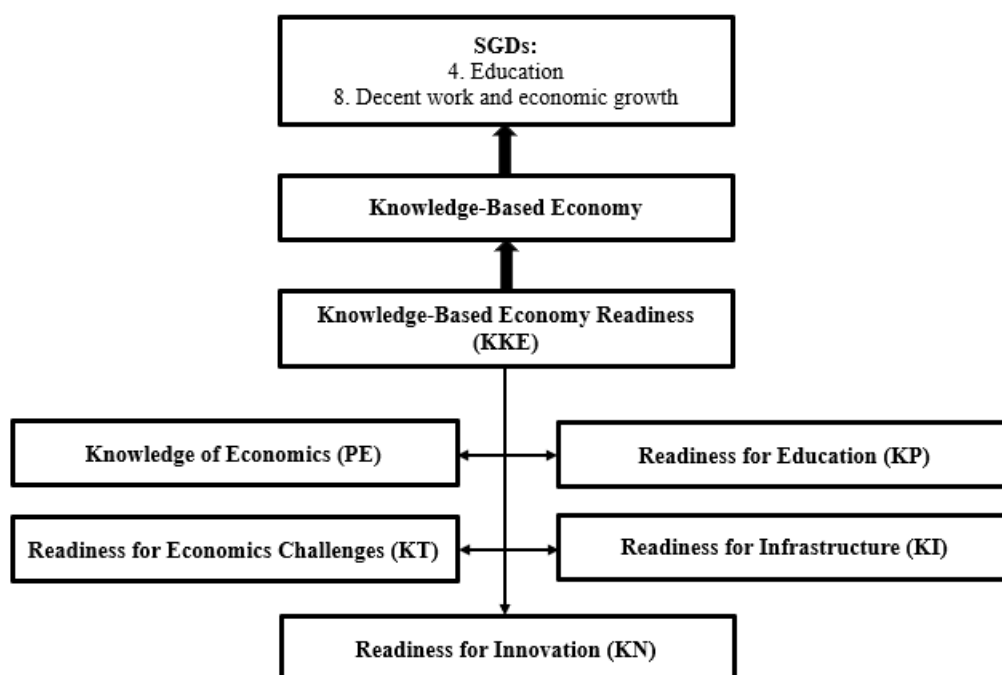 SGDs:
4. Education
8. Decent work and economic growth
Knowledge-Based Economy
Knowledge-Based Economy Readiness
(KKE)
Knowledge of Economics (PE)
Readiness for Education (KP)
Readiness for Economics Challenges (KT)
Readiness for Infrastructure (KI)
Readiness for Innovation (KN)